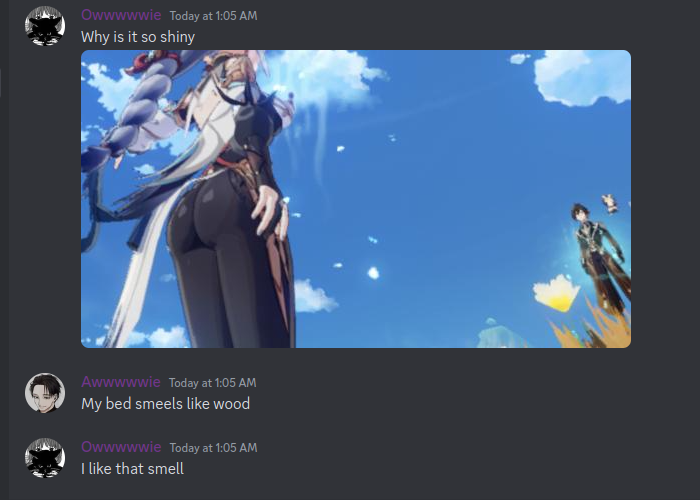 Owwwwwie Today at 1:05 AM
Why is it so shiny
Awwwwwie Today at 1:05 AM
My bed smeels like wood
Owwwwwie Today at 1:05 AM
I like that smell